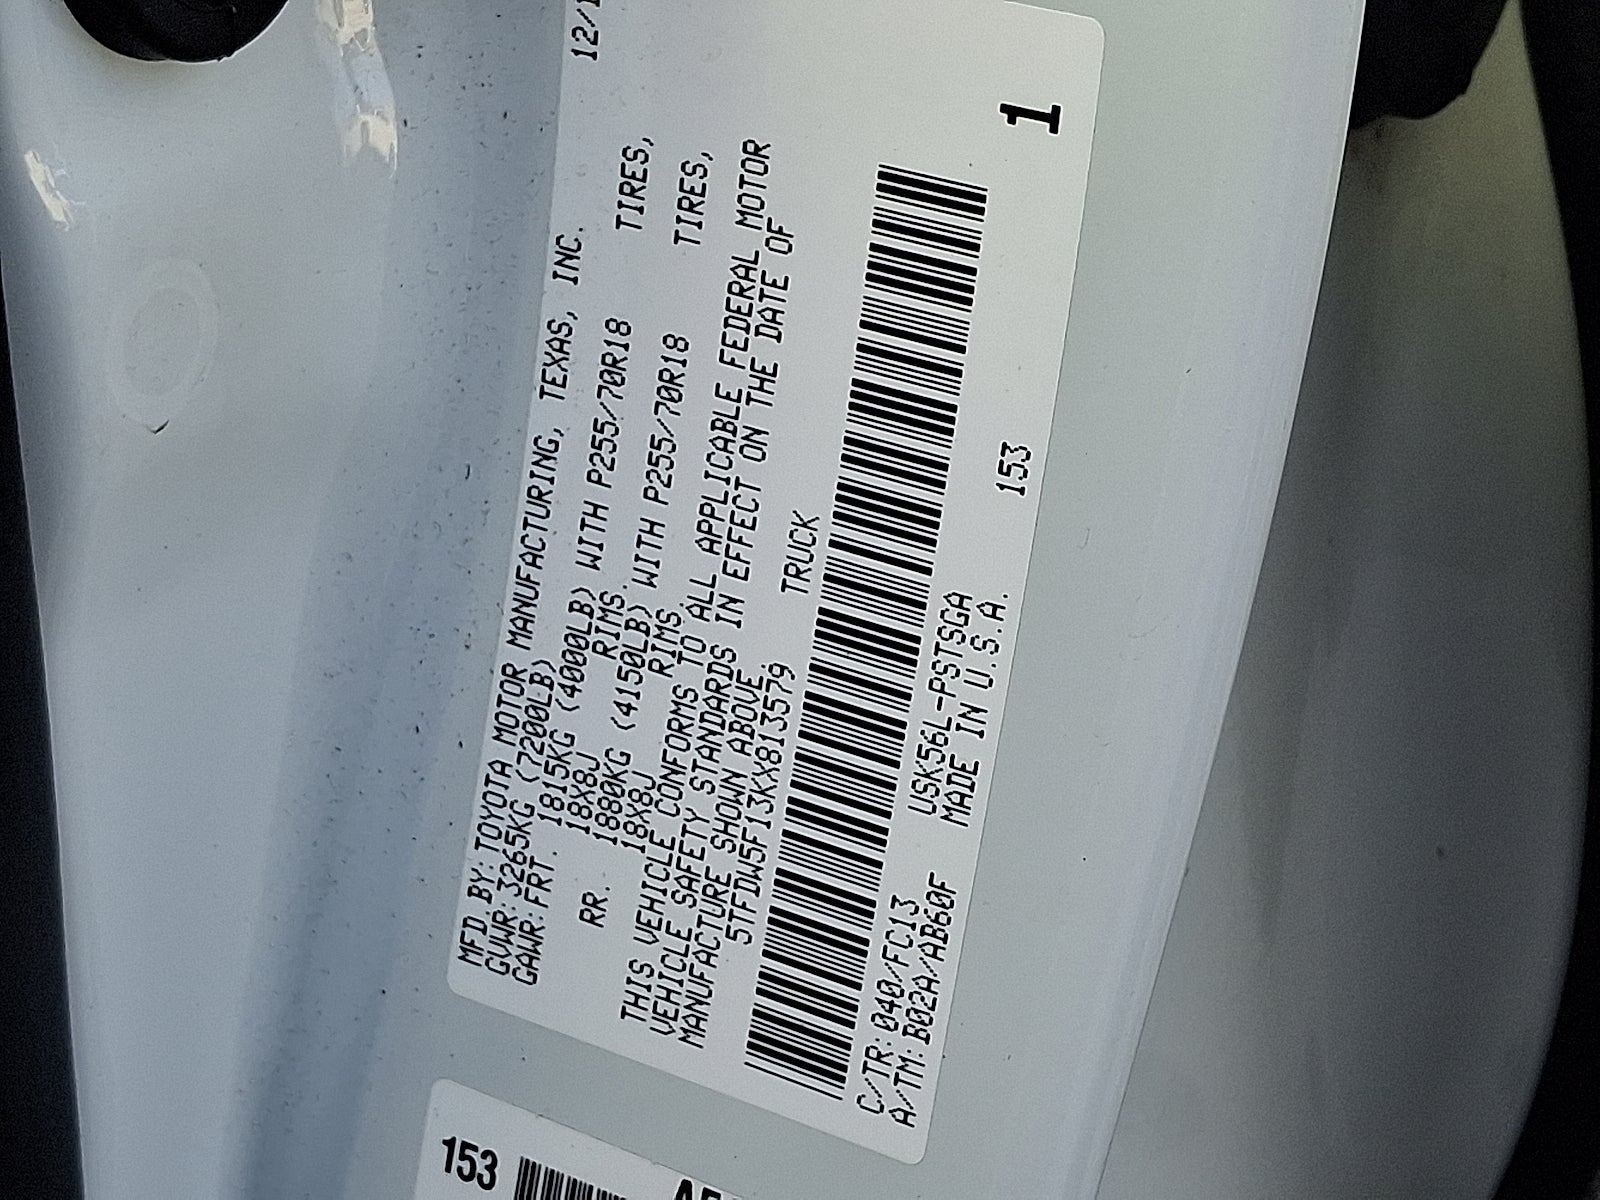 MFD.BY:TOYOTA MOTOR MANUFACTURING, TEXAS, INC. 12/1
GVWR:3265KG (7200LB)
GAWR:FRT. 1815KG (4000LB) WITH P255/70R18 TIRES,
18X8J RIMS.
RR. 1880KG (4150LB) WITH P255/70R18 TIRES,
18X8J RIMS.
THIS VEHICLE CONFORMS TO ALL APPLICABLE FEDERAL MOTOR
VEHICLE SAFETY STANDARDS IN EFFECT ON THE DATE OF
MANUFACTURE SHOWN ABOVE.
5TFDW5F13KX813579 TRUCK
1
C/TR:040/FC13 USK56L-PSTSGA 153
A/TM:B02A/AB60F MADE IN U.S.A.
153